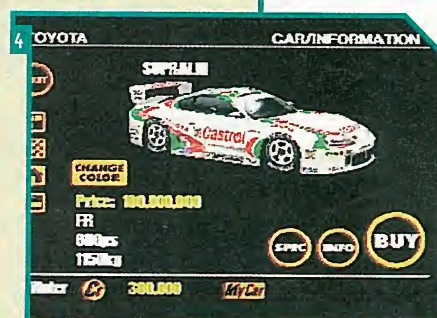 4
TOYOTA CAR/INFORMATION
SUPRA LM
Castrol
CHANGE
COLOR
Price: 100,000,000
FR
600ps
1150kg
SPEC INFO BUY
Cr 300,000 MyCar